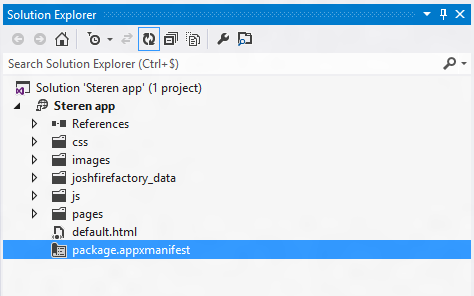 Solution Explorer
Search Solution Explorer (Ctrl+$)
Solution 'Steren app' (1 project)
Steren app
References
css
images
joshfirefactory_data
js
pages
default.html
package.appxmanifest